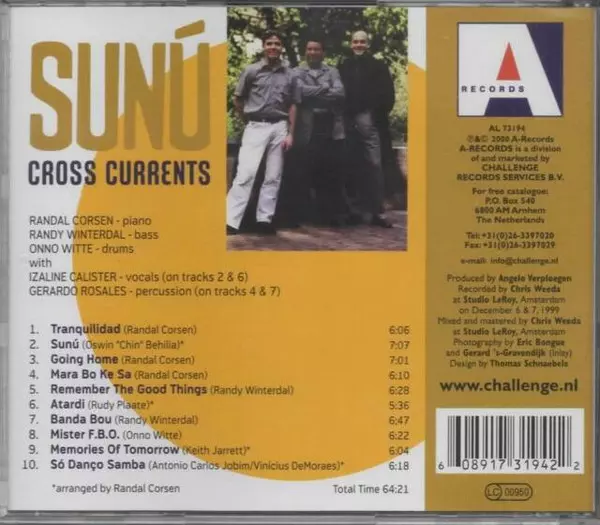 SUNÚ
CROSS CURRENTS
RANDAL CORSEN - piano
RANDY WINTERDAL - bass
ONNO WITTE - drums
with
IZALINE CALISTER - vocals (on tracks 2 & 6)
GERARDO ROSALES - percussion (on tracks 4 & 7)
1. Tranquilidad (Randal Corsen) 6:06
2. Sunú (Oswin "Chin" Behilia)* 7:07
3. Going Home (Randal Corsen) 7:01
4. Mara Bo Ke Sa (Randal Corsen) 6:10
5. Remember The Good Things (Randy Winterdal) 6:28
6. Atardi (Rudy Plaate)* 5:36
7. Banda Bou (Randy Winterdal) 6:47
8. Mister F.B.O. (Onno Witte) 8:22
9. Memories Of Tomorrow (Keith Jarrett)* 6:04
10. Só Danço Samba (Antonio Carlos Jobim/Vinícius DeMoraes)* 6:18
*arranged by Randal Corsen Total Time 64:21
A
RECORDS
AL 73194
℗&© 2000 A-Records
A-RECORDS is a division
of and marketed by
CHALLENGE
RECORDS SERVICES B.V.
For free catalogue:
P.O. Box 540
6800 AM Arnhem
The Netherlands
Tel: +31(0)26-3397020
Fax: +31(0)26-3397029
e-mail: info@challenge.nl
Produced by Angelo Verploegen
Recorded by Chris Weeda
at Studio LeRoy, Amsterdam
on December 6 & 7, 1999
Mixed and mastered by Chris Weeda
at Studio LeRoy, Amsterdam
Photography by Eric Bongue
and Gerard 's-Gravendijk (Inlay)
Design by Thomas Schnaebele
www.challenge.nl
6 08917 31942 2
LC 00950